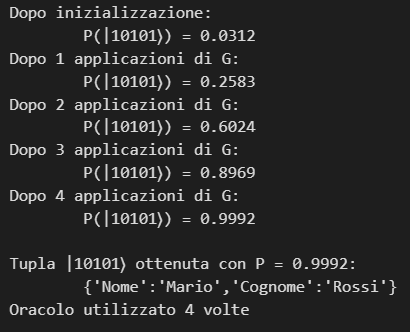 Dopo inizializzazione:
P(|10101⟩) = 0.0312
Dopo 1 applicazioni di G:
P(|10101⟩) = 0.2583
Dopo 2 applicazioni di G:
P(|10101⟩) = 0.6024
Dopo 3 applicazioni di G:
P(|10101⟩) = 0.8969
Dopo 4 applicazioni di G:
P(|10101⟩) = 0.9992
Tupla |10101⟩ ottenuta con P = 0.9992:
{'Nome':'Mario','Cognome':'Rossi'}
Oracolo utilizzato 4 volte